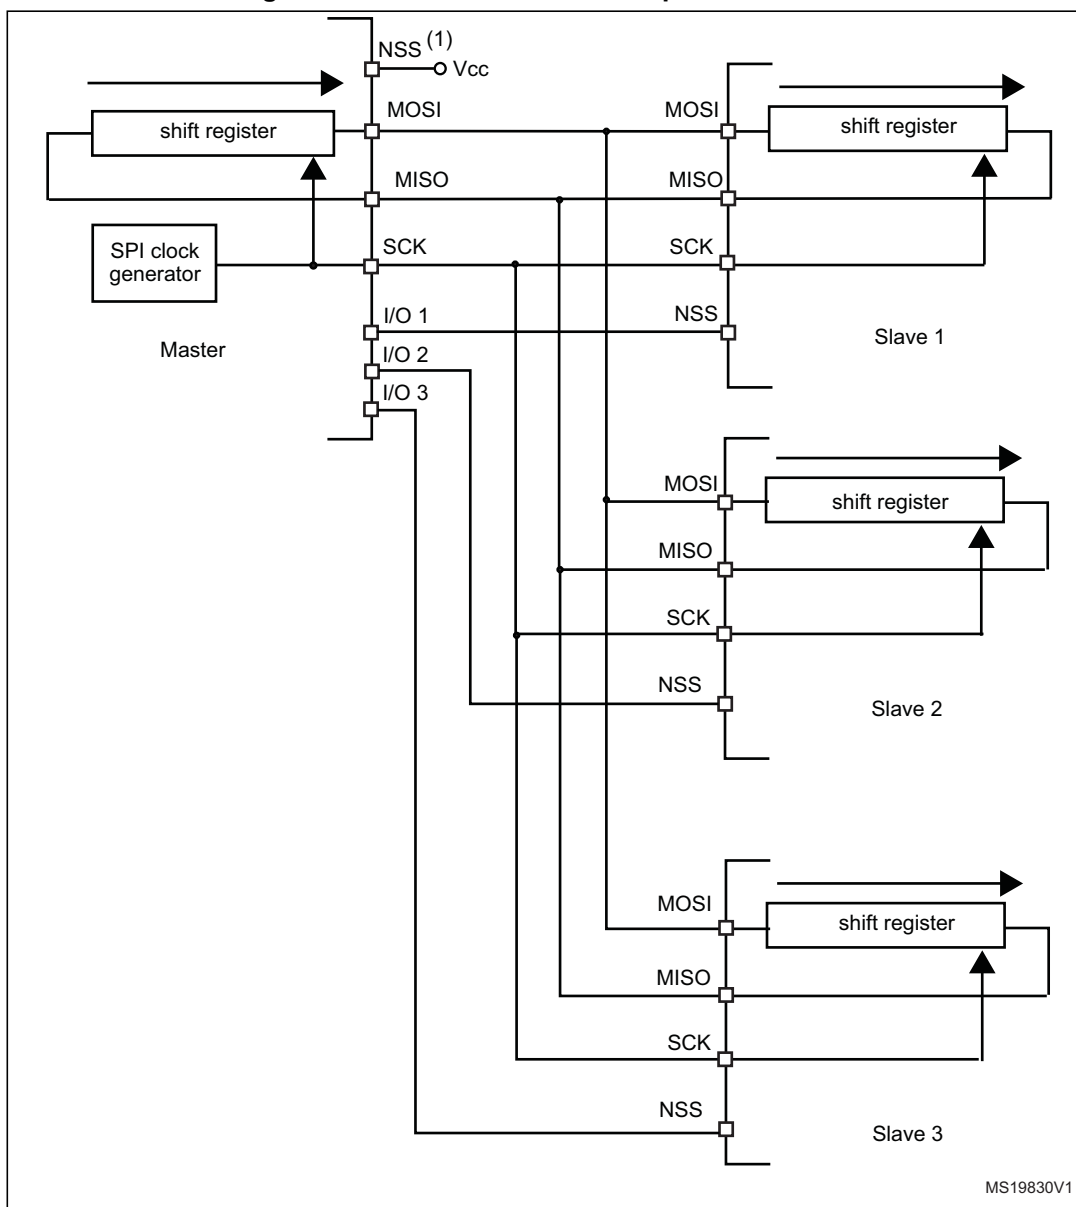 NSS (1)
Vcc
MOSI
MOSI
shift register
shift register
MISO
MISO
SCK
SCK
SPI clock
generator
I/O 1
NSS
Master
Slave 1
I/O 2
I/O 3
MOSI
shift register
MISO
SCK
NSS
Slave 2
MOSI
shift register
MISO
SCK
NSS
Slave 3
MS19830V1